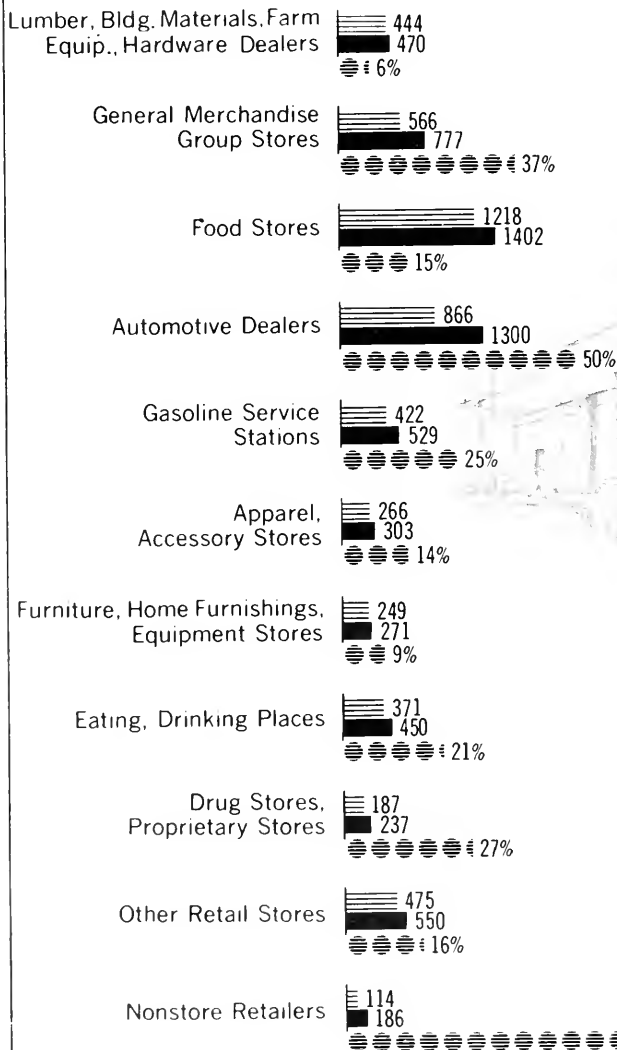 Lumber, Bldg. Materials, Farm
Equip., Hardware Dealers
444
470
6%
General Merchandise
Group Stores
566
777
37%
Food Stores
1218
1402
15%
Automotive Dealers
866
1300
50%
Gasoline Service
Stations
422
529
25%
Apparel,
Accessory Stores
266
303
14%
Furniture, Home Furnishings,
Equipment Stores
249
271
9%
Eating, Drinking Places
371
450
21%
Drug Stores,
Proprietary Stores
187
237
27%
Other Retail Stores
475
550
16%
Nonstore Retailers
114
186